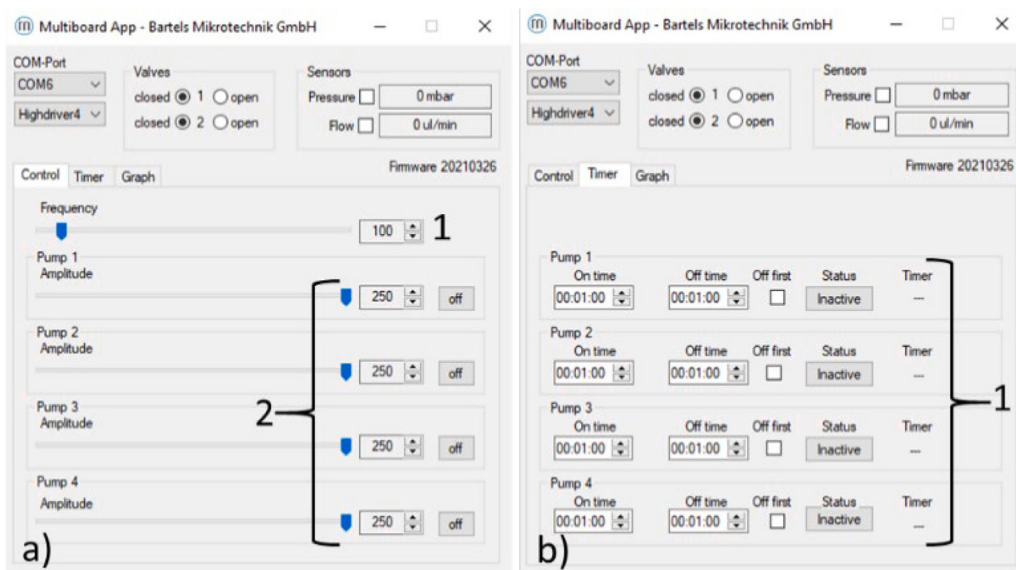 Multiboard App - Bartels Mikrotechnik GmbH
COM-Port
COM6
Highdriver4
Valves
closed 1 open
closed 2 open
Sensors
Pressure 0 mbar
Flow 0 ul/min
Firmware 20210326
Control Timer Graph
Frequency
100 1
Pump 1
Amplitude
250 off
Pump 2
Amplitude
250 off
2
Pump 3
Amplitude
250 off
Pump 4
Amplitude
250 off
a)
Multiboard App - Bartels Mikrotechnik GmbH
COM-Port
COM6
Highdriver4
Valves
closed 1 open
closed 2 open
Sensors
Pressure 0 mbar
Flow 0 ul/min
Firmware 20210326
Control Timer Graph
Pump 1
On time Off time Off first Status Timer
00:01:00 00:01:00 Inactive ---
Pump 2
On time Off time Off first Status Timer
00:01:00 00:01:00 Inactive ---
1
Pump 3
On time Off time Off first Status Timer
00:01:00 00:01:00 Inactive ---
Pump 4
On time Off time Off first Status Timer
00:01:00 00:01:00 Inactive ---
b)